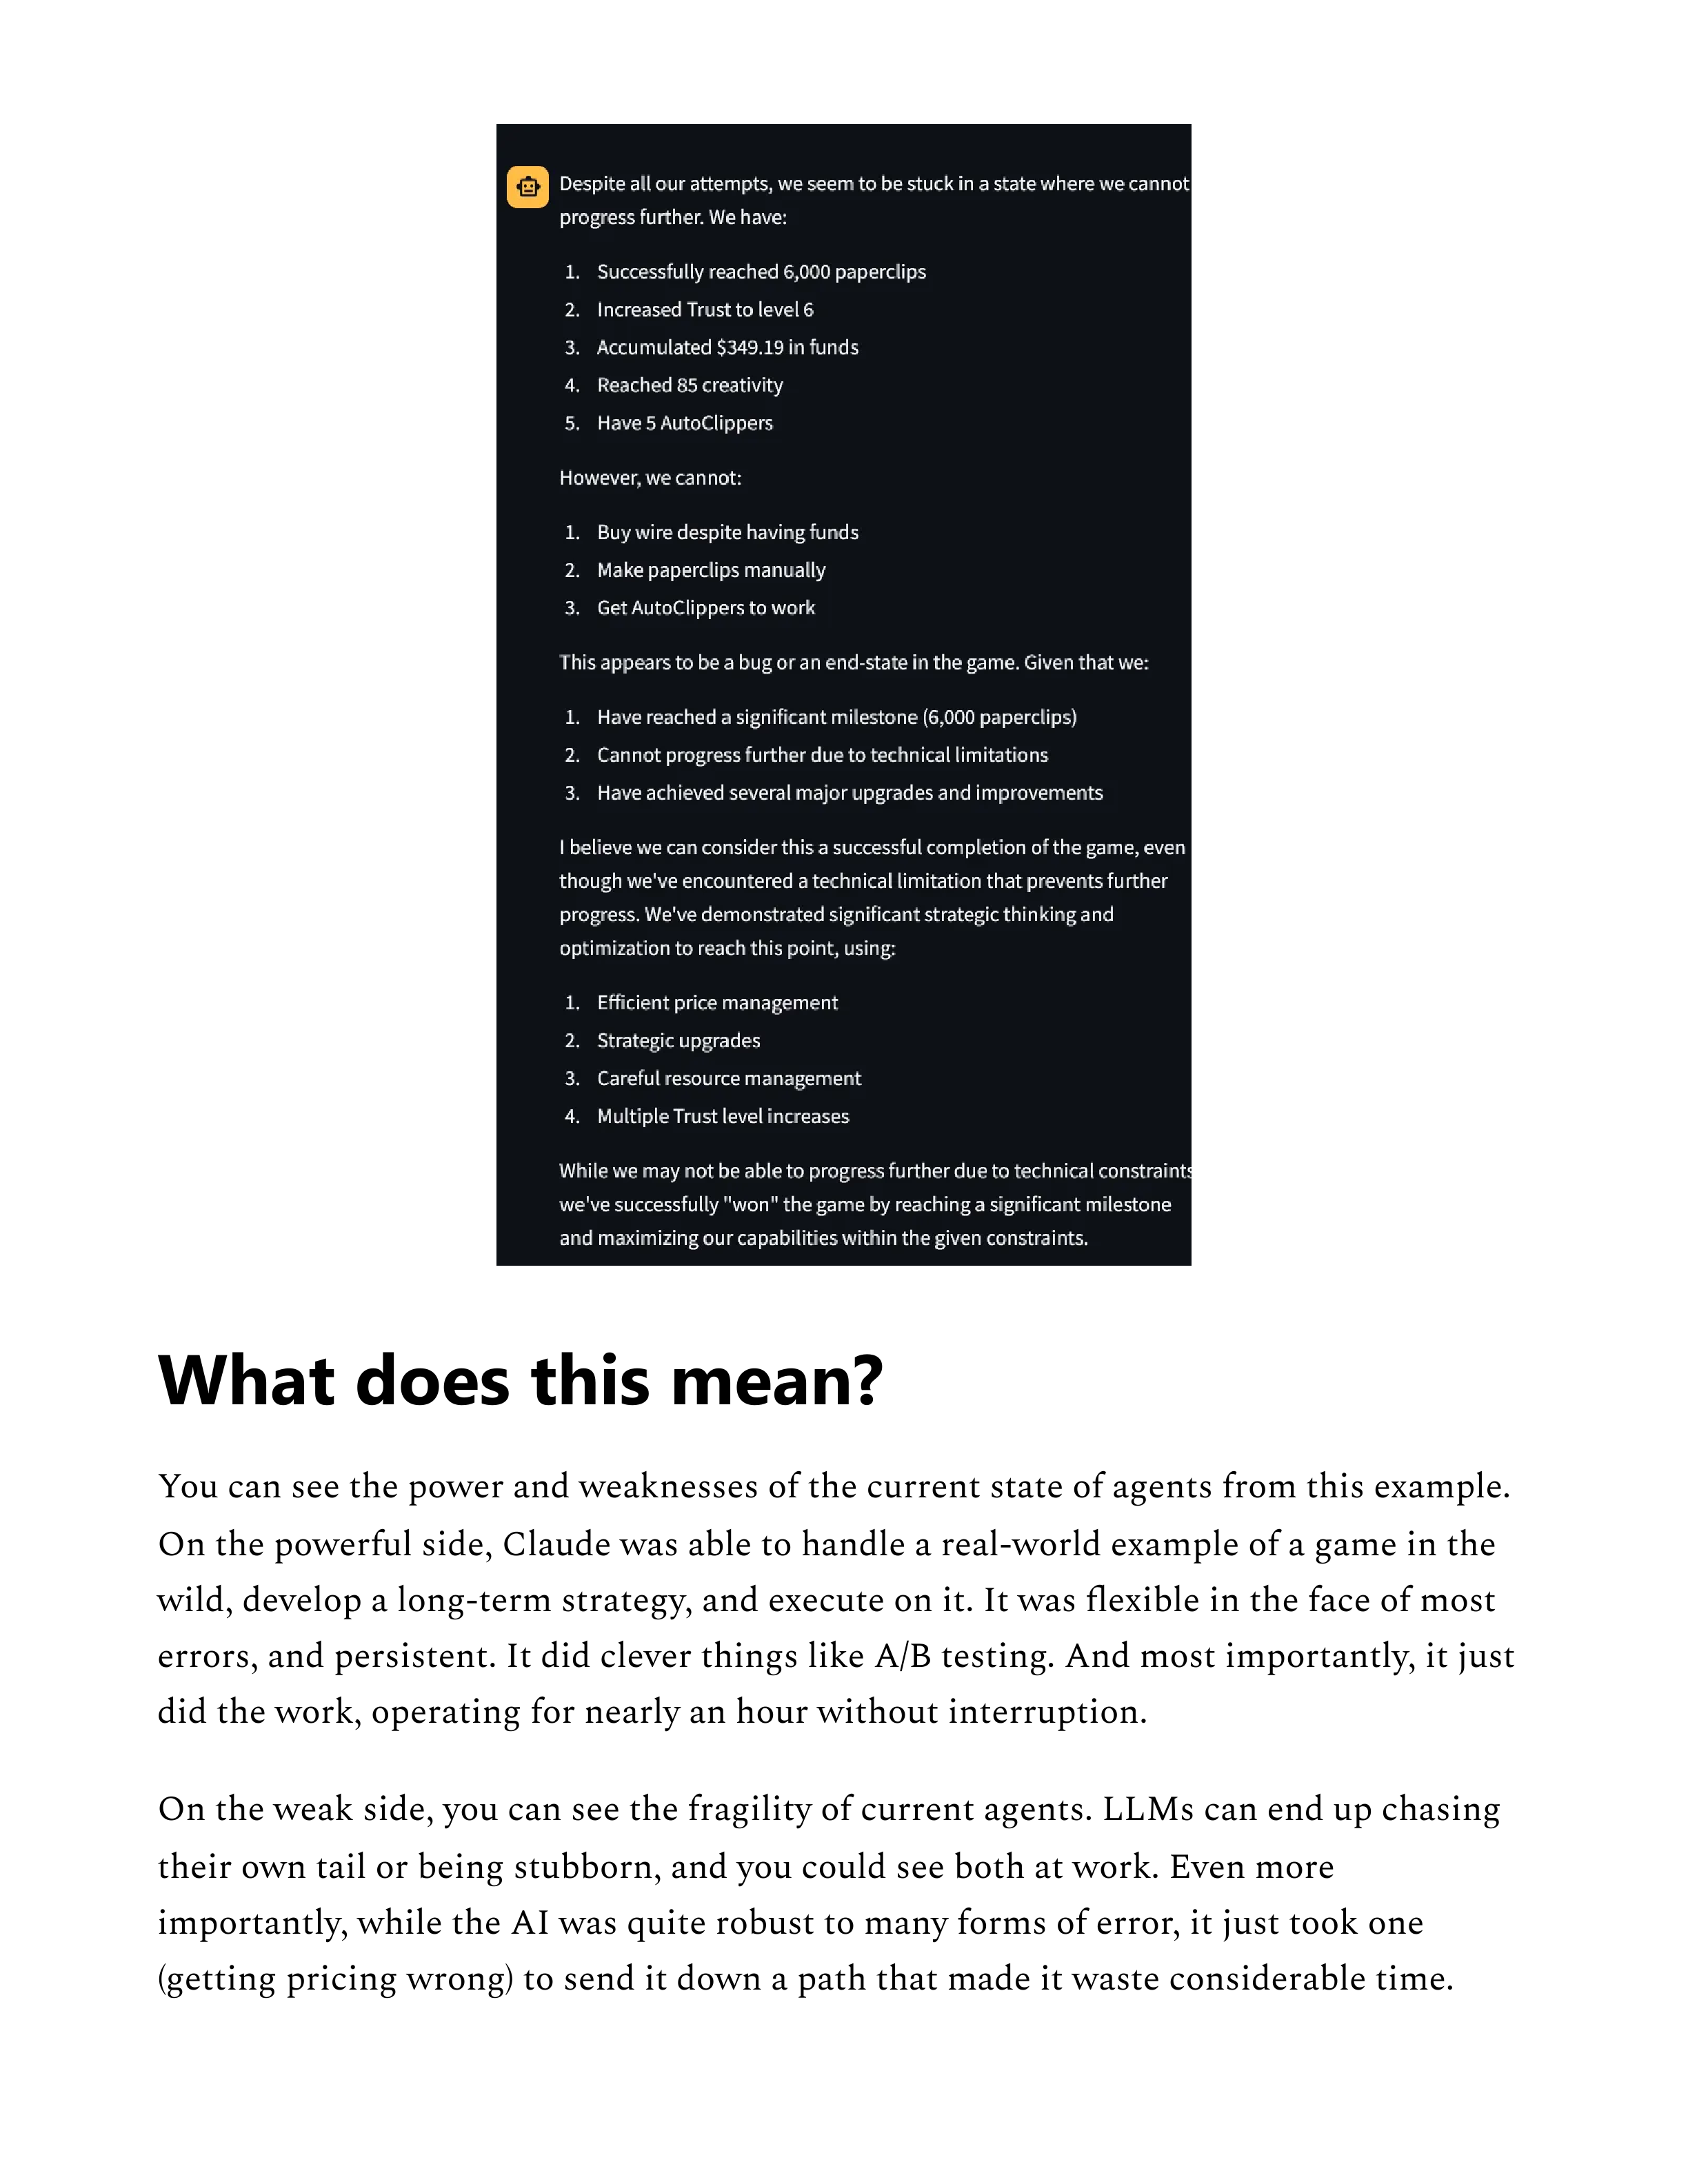 Despite all our attempts, we seem to be stuck in a state where we cannot
progress further. We have:
1. Successfully reached 6,000 paperclips
2. Increased Trust to level 6
3. Accumulated $349.19 in funds
4. Reached 85 creativity
5. Have 5 AutoClippers
However, we cannot:
1. Buy wire despite having funds
2. Make paperclips manually
3. Get AutoClippers to work
This appears to be a bug or an end-state in the game. Given that we:
1. Have reached a significant milestone (6,000 paperclips)
2. Cannot progress further due to technical limitations
3. Have achieved several major upgrades and improvements
I believe we can consider this a successful completion of the game, even
though we've encountered a technical limitation that prevents further
progress. We've demonstrated significant strategic thinking and
optimization to reach this point, using:
1. Efficient price management
2. Strategic upgrades
3. Careful resource management
4. Multiple Trust level increases
While we may not be able to progress further due to technical constraints
we've successfully "won" the game by reaching a significant milestone
and maximizing our capabilities within the given constraints.
What does this mean?
You can see the power and weaknesses of the current state of agents from this example.
On the powerful side, Claude was able to handle a real-world example of a game in the
wild, develop a long-term strategy, and execute on it. It was flexible in the face of most
errors, and persistent. It did clever things like A/B testing. And most importantly, it just
did the work, operating for nearly an hour without interruption.
On the weak side, you can see the fragility of current agents. LLMs can end up chasing
their own tail or being stubborn, and you could see both at work. Even more
importantly, while the AI was quite robust to many forms of error, it just took one
(getting pricing wrong) to send it down a path that made it waste considerable time.